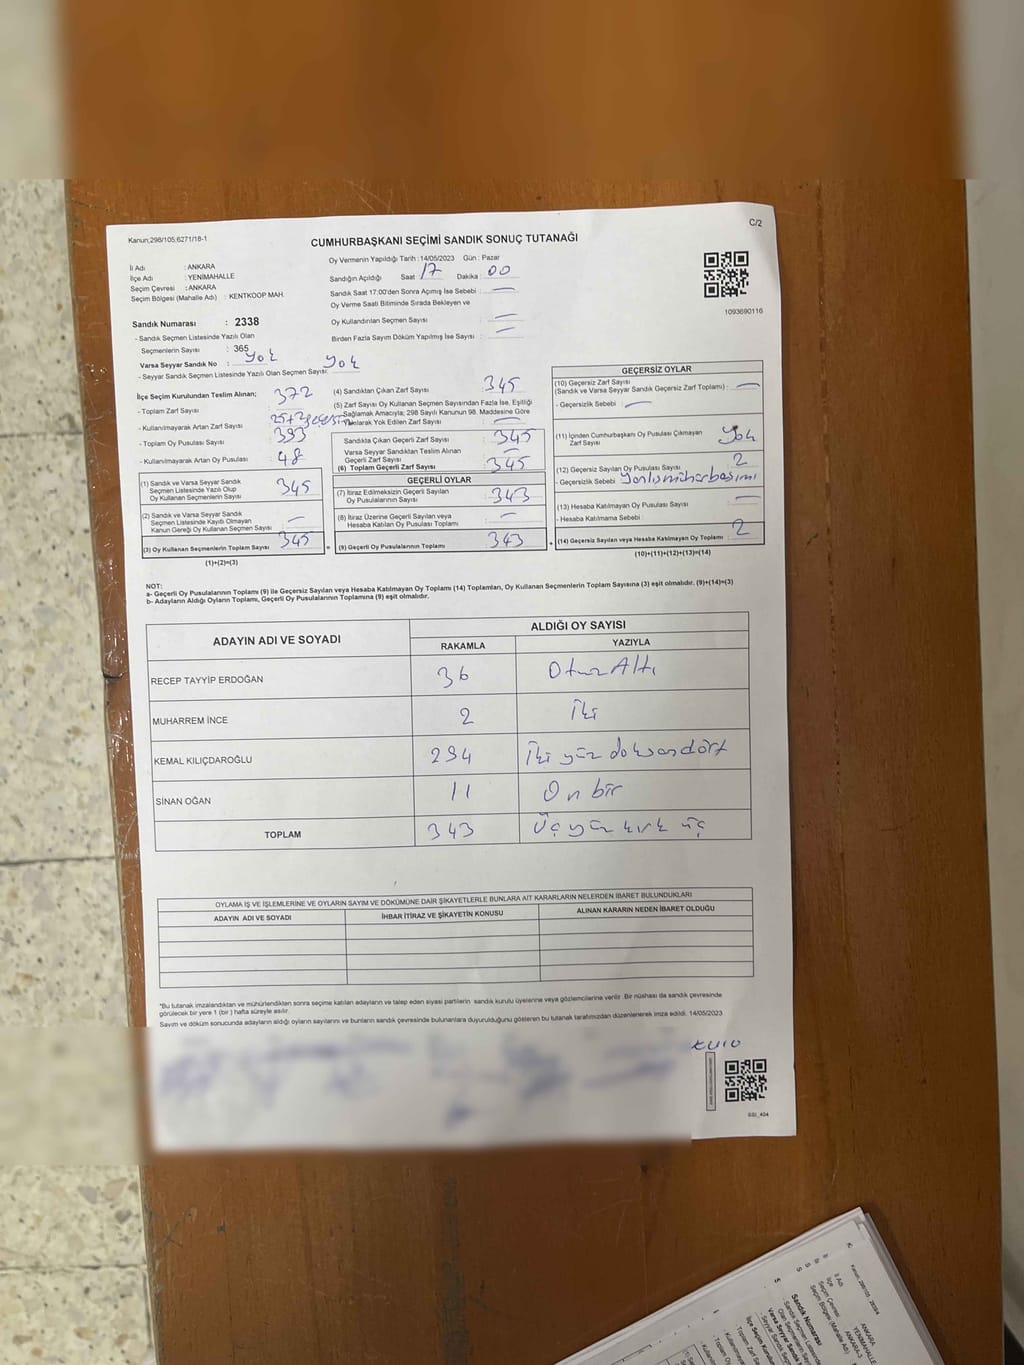 C/2
Kanun;298/105;6271/18-1
CUMHURBAŞKANI SEÇİMİ SANDIK SONUÇ TUTANAĞI
İl Adı : ANKARA
İlçe Adı : YENİMAHALLE
Seçim Çevresi : ANKARA
Seçim Bölgesi (Mahalle Adı) : KENTKOOP MAH.
Sandık Numarası : 2338
- Sandık Seçmen Listesinde Yazılı Olan
Seçmenlerin Sayısı : 365
Varsa Seyyar Sandık No : Yok
- Seyyar Sandık Seçmen Listesinde Yazılı Olan Seçmen Sayısı: Yok
Oy Vermenin Yapıldığı Tarih : 14/05/2023 Gün : Pazar
Sandığın Açıldığı Saat : 17 Dakika : 00
Sandık Saat 17:00'den Sonra Açılmış İse Sebebi : —
Oy Verme Saati Bitiminde Sırada Bekleyen ve
Oy Kullandırılan Seçmen Sayısı : —
Birden Fazla Sayım Döküm Yapılmış İse Sayısı : —
1093690116
İlçe Seçim Kurulundan Teslim Alınan;
- Toplam Zarf Sayısı : 372
- Kullanılmayarak Artan Zarf Sayısı : 25+2
- Toplam Oy Pusulası Sayısı : 393
- Kullanılmayarak Artan Oy Pusulası : 48
(1) Sandık ve Varsa Seyyar Sandık
Seçmen Listesinde Yazılı Olup
Oy Kullanan Seçmenlerin Sayısı : 345
(2) Sandık ve Varsa Seyyar Sandık
Seçmen Listesinde Kayıtlı Olmayan
Kanun Gereği Oy Kullanan Seçmen Sayısı : —
(3) Oy Kullanan Seçmenlerin Toplam Sayısı : 345
(1)+(2)=(3)
(4) Sandıktan Çıkan Zarf Sayısı : 345
(5) Zarf Sayısı Oy Kullanan Seçmen Sayısından Fazla İse, Eşitliği
Sağlamak Amacıyla; 298 Sayılı Kanunun 98. Maddesine Göre
Yakılarak Yok Edilen Zarf Sayısı : —
Sandıkta Çıkan Geçerli Zarf Sayısı : 345
Varsa Seyyar Sandıktan Teslim Alınan
Geçerli Zarf Sayısı : —
(6) Toplam Geçerli Zarf Sayısı : 345
GEÇERLİ OYLAR
(7) İtiraz Edilmeksizin Geçerli Sayılan
Oy Pusulalarının Sayısı : 343
(8) İtiraz Üzerine Geçerli Sayılan veya
Hesaba Katılan Oy Pusulası Toplamı : —
= (9) Geçerli Oy Pusulalarının Toplamı : 343
GEÇERSİZ OYLAR
(10) Geçersiz Zarf Sayısı
(Sandık ve Varsa Seyyar Sandık Geçersiz Zarf Toplamı) : —
- Geçersizlik Sebebi : —
(11) İçinden Cumhurbaşkanı Oy Pusulası Çıkmayan
Zarf Sayısı : Yok
(12) Geçersiz Sayılan Oy Pusulası Sayısı : 2
- Geçersizlik Sebebi : Yanlış mühür basımı
(13) Hesaba Katılmayan Oy Pusulası Sayısı : —
- Hesaba Katılmama Sebebi :
+ (14) Geçersiz Sayılan veya Hesaba Katılmayan Oy Toplamı : 2
(10)+(11)+(12)+(13)=(14)
NOT:
a- Geçerli Oy Pusulalarının Toplamı (9) ile Geçersiz Sayılan veya Hesaba Katılmayan Oy Toplamı (14) Toplamları, Oy Kullanan Seçmenlerin Toplam Sayısına (3) eşit olmalıdır. (9)+(14)=(3)
b- Adayların Aldığı Oyların Toplamı, Geçerli Oy Pusulalarının Toplamına (9) eşit olmalıdır.
ADAYIN ADI VE SOYADI ALDIĞI OY SAYISI
RAKAMLA YAZIYLA
RECEP TAYYİP ERDOĞAN 36 Otuz Altı
MUHARREM İNCE 2 İki
KEMAL KILIÇDAROĞLU 294 İki yüz doksan dört
SİNAN OĞAN 11 On bir
TOPLAM 343 Üç yüz kırk üç
OYLAMA İŞ VE İŞLEMLERİNE VE OYLARIN SAYIM VE DÖKÜMÜNE DAİR ŞİKAYETLERLE BUNLARA AİT KARARLARIN NELERDEN İBARET BULUNDUKLARI
ADAYIN ADI VE SOYADI İHBAR İTİRAZ VE ŞİKAYETİN KONUSU ALINAN KARARIN NEDEN İBARET OLDUĞU
*Bu tutanak imzalandıktan ve mühürlendikten sonra seçime katılan adayların ve talep eden siyasi partilerin sandık kurulu üyelerine veya gözlemcilerine verilir. Bir nüshası da sandık çevresinde
görülecek bir yere 1 (bir) hafta süreyle asılır.
Sayım ve döküm sonucunda adayların aldığı oyların sayılarını ve bunların sandık çevresinde bulunanlara duyurulduğunu gösteren bu tutanak tarafımızdan düzenlenerek imza edildi. 14/05/2023
İl Adı
İlçe Adı
Seçim Çevresi
Seçim Bölgesi (Mahalle Adı)
Sandık Numarası